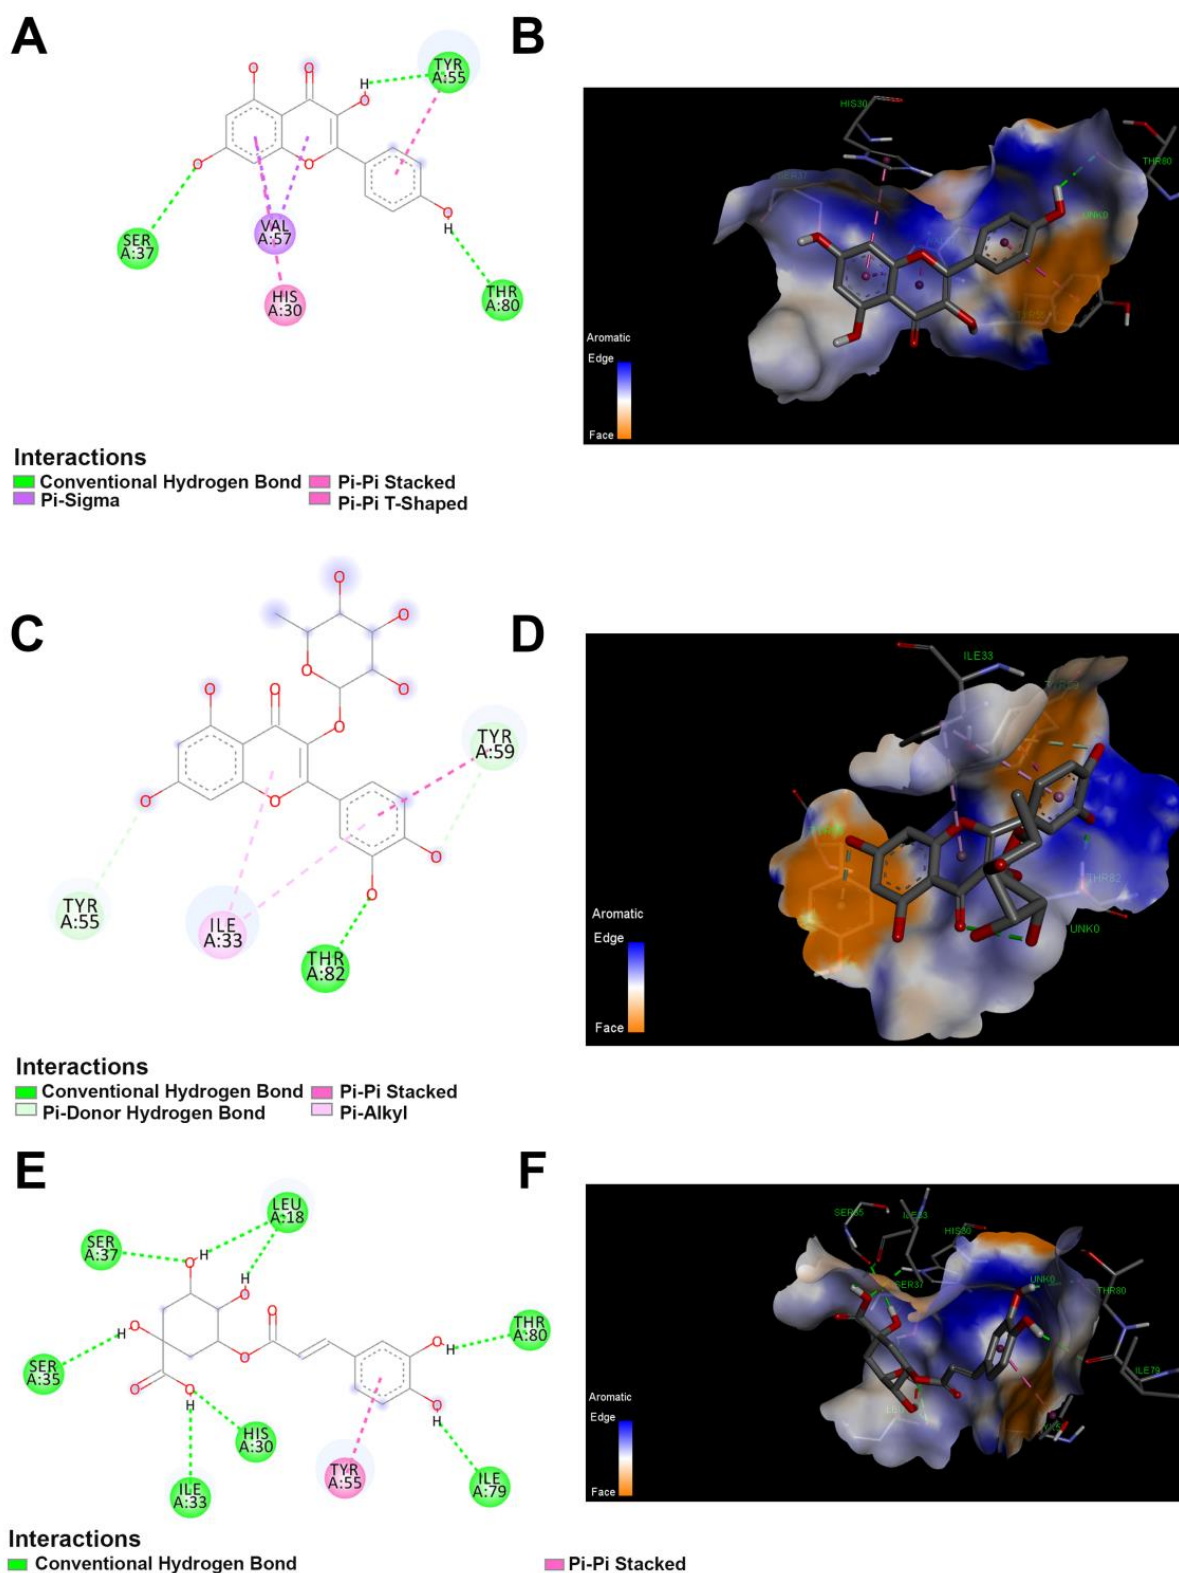 A
B
TYR
A:55
SER
A:37
VAL
A:57
HIS
A:30
THR
A:80
H
H
O
O
O
O
O
O
HIS30
THR80
UNK0
Aromatic
Edge
Face
Interactions
Conventional Hydrogen Bond
Pi-Pi Stacked
Pi-Sigma
Pi-Pi T-Shaped
C
D
O
O
O
O
O
O
O
O
O
O
O
TYR
A:59
TYR
A:55
ILE
A:33
THR
A:82
ILE33
THR82
UNK0
Aromatic
Edge
Face
Interactions
Conventional Hydrogen Bond
Pi-Pi Stacked
Pi-Donor Hydrogen Bond
Pi-Alkyl
E
F
LEU
A:18
SER
A:37
SER
A:35
HIS
A:30
ILE
A:33
TYR
A:55
THR
A:80
ILE
A:79
H
H
H
H
H
H
O
O
O
O
O
O
O
O
O
SER35
ILE33
HIS30
SER37
UNK0
THR80
ILE79
Aromatic
Edge
Face
Interactions
Conventional Hydrogen Bond
Pi-Pi Stacked